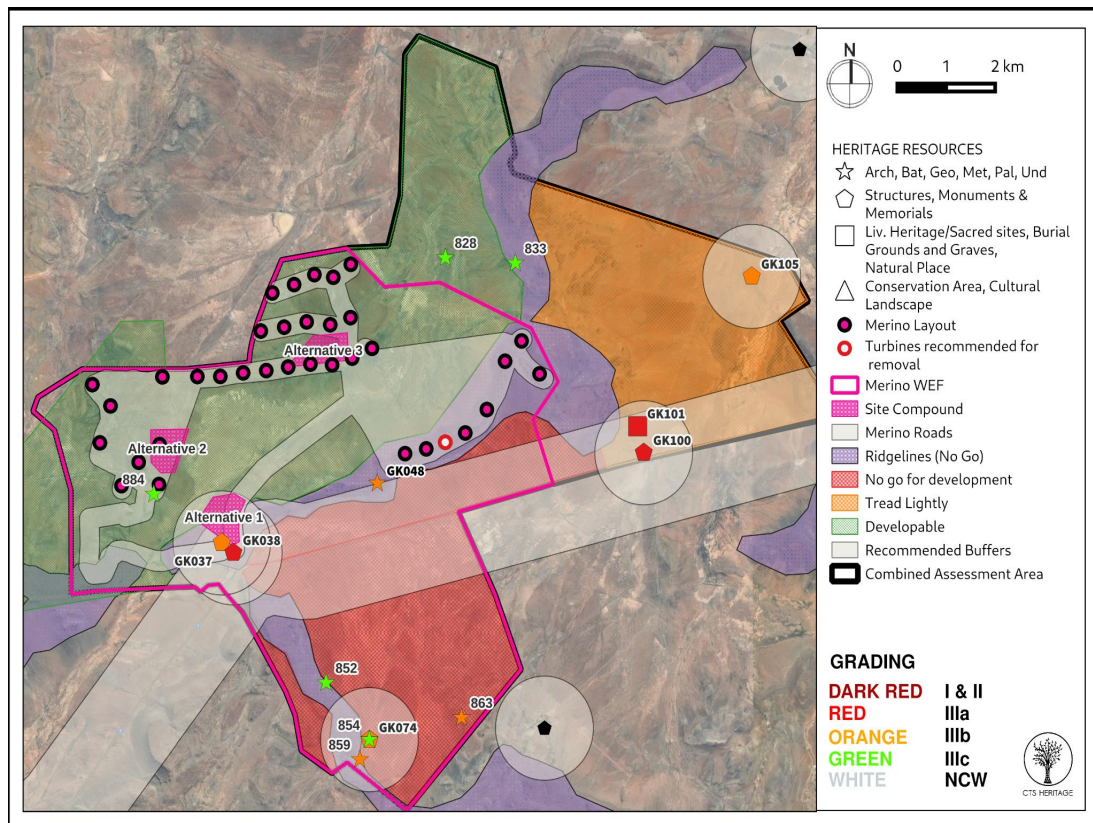 N
0 1 2 km
HERITAGE RESOURCES
Arch, Bat, Geo, Met, Pal, Und
Structures, Monuments &
Memorials
Liv. Heritage/Sacred sites, Burial
Grounds and Graves,
Natural Place
Conservation Area, Cultural
Landscape
Merino Layout
Turbines recommended for
removal
Merino WEF
Site Compound
Merino Roads
Ridgelines (No Go)
No go for development
Tread Lightly
Developable
Recommended Buffers
Combined Assessment Area
GRADING
DARK RED I & II
RED IIIa
ORANGE IIIb
GREEN IIIc
WHITE NCW
CTS HERITAGE
828
833
GK105
Alternative 3
GK101
GK100
Alternative 2
GK048
884
Alternative 1
GK038
GK037
852
863
854
GK074
859